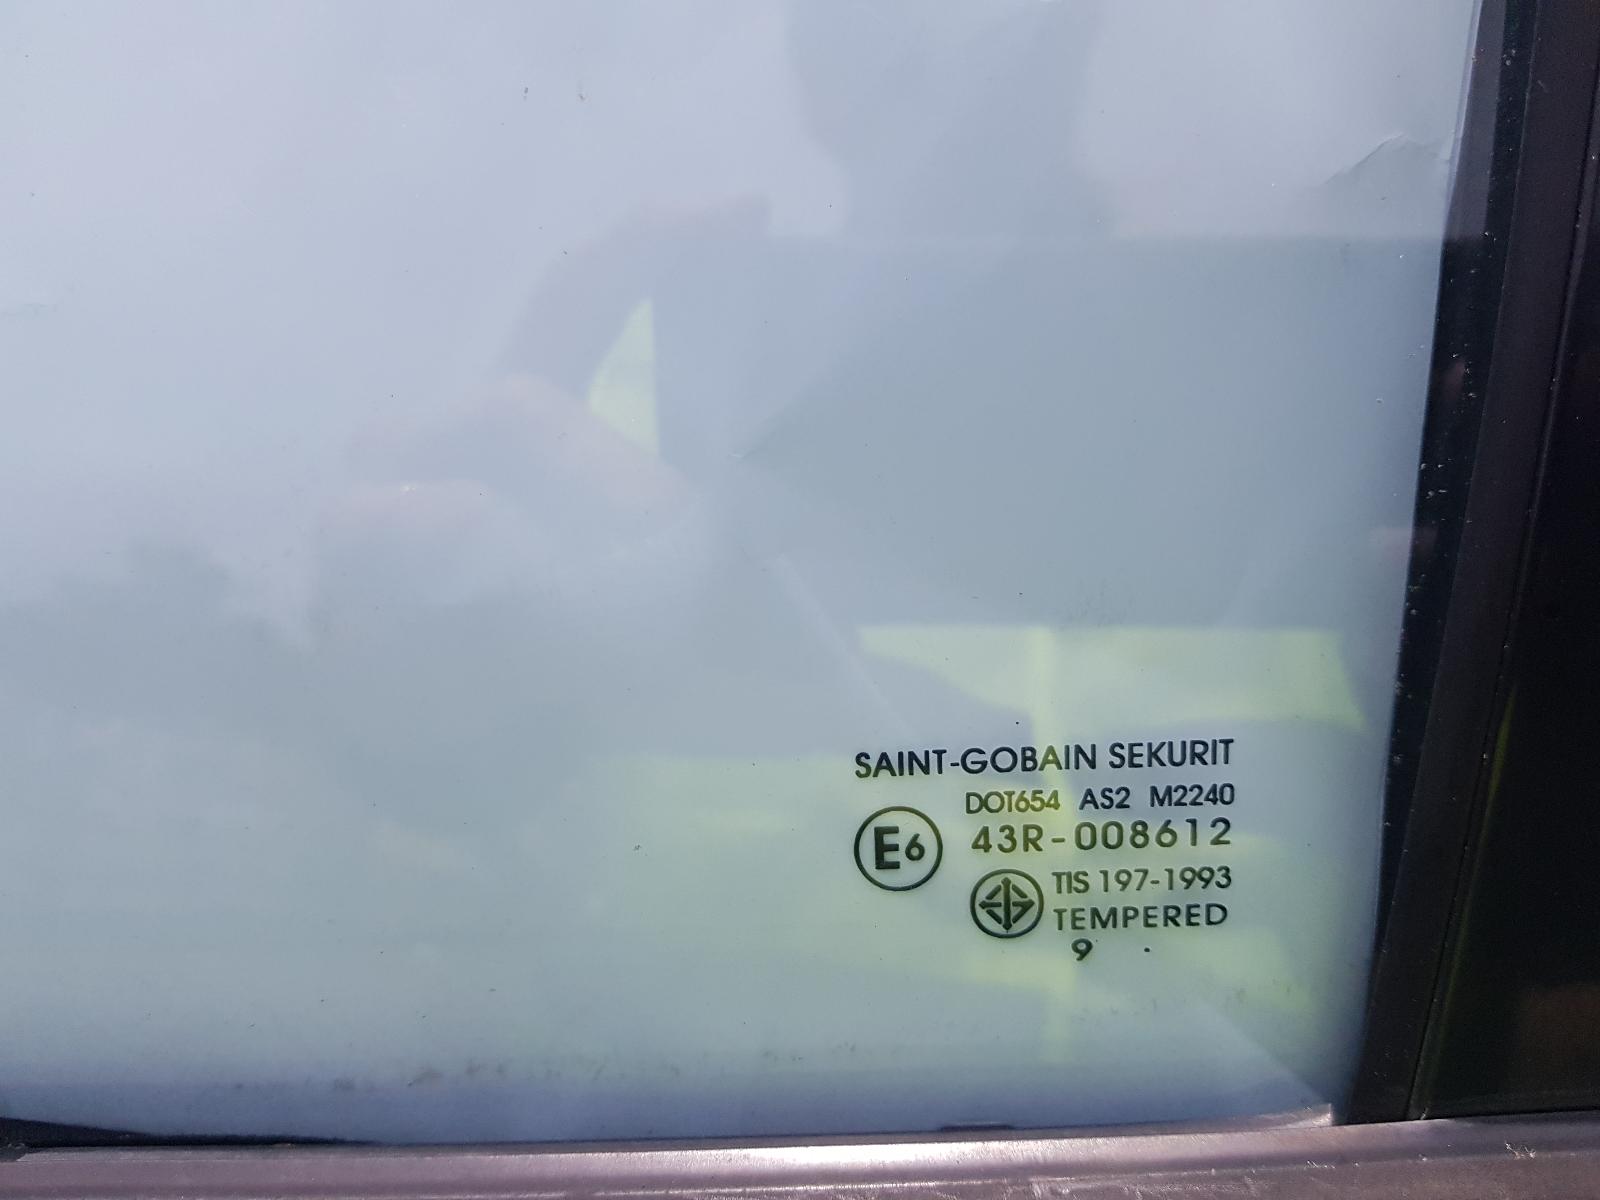 SAINT-GOBAIN SEKURIT
DOT654 AS2 M2240
E6 43R-008612
TIS 197-1993
TEMPERED
9 .